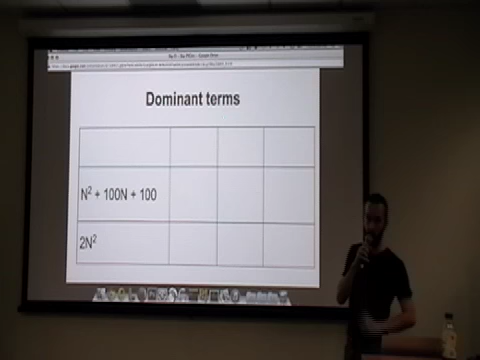 Dominant terms
N² + 100N + 100
2N²